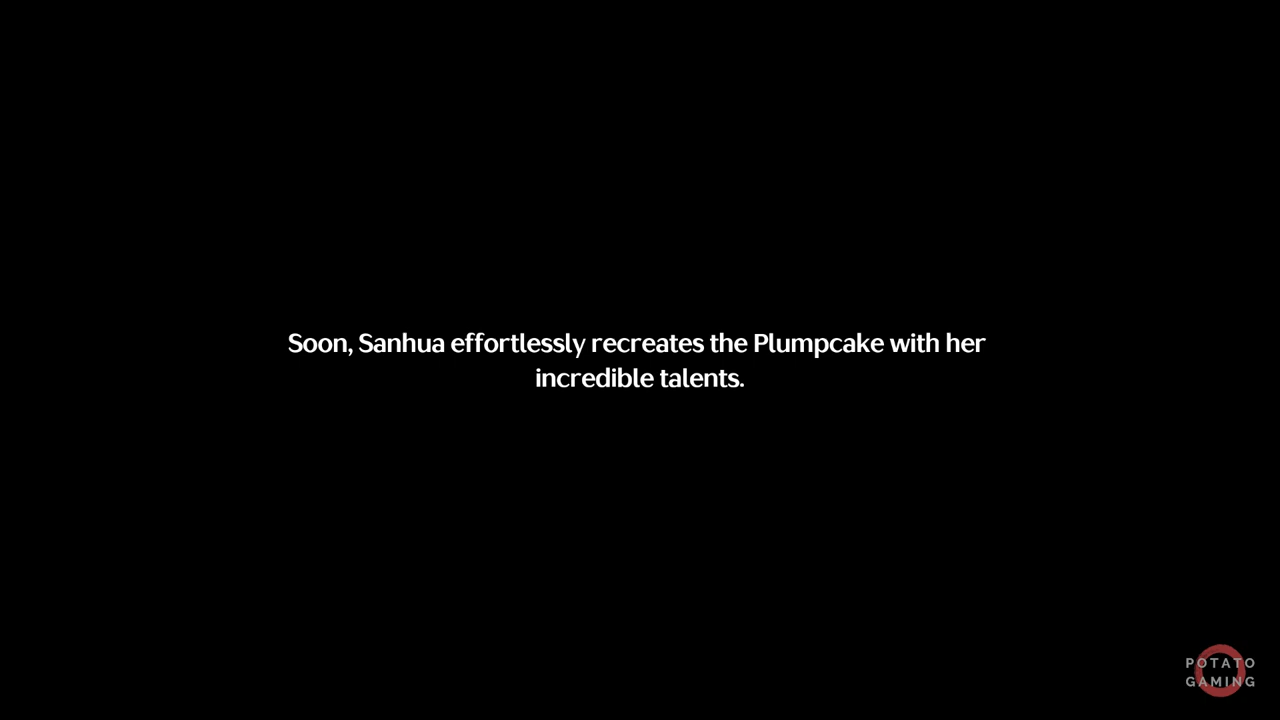 Soon, Sanhua effortlessly recreates the Plumpcake with her
incredible talents.
POTATO
GAMING